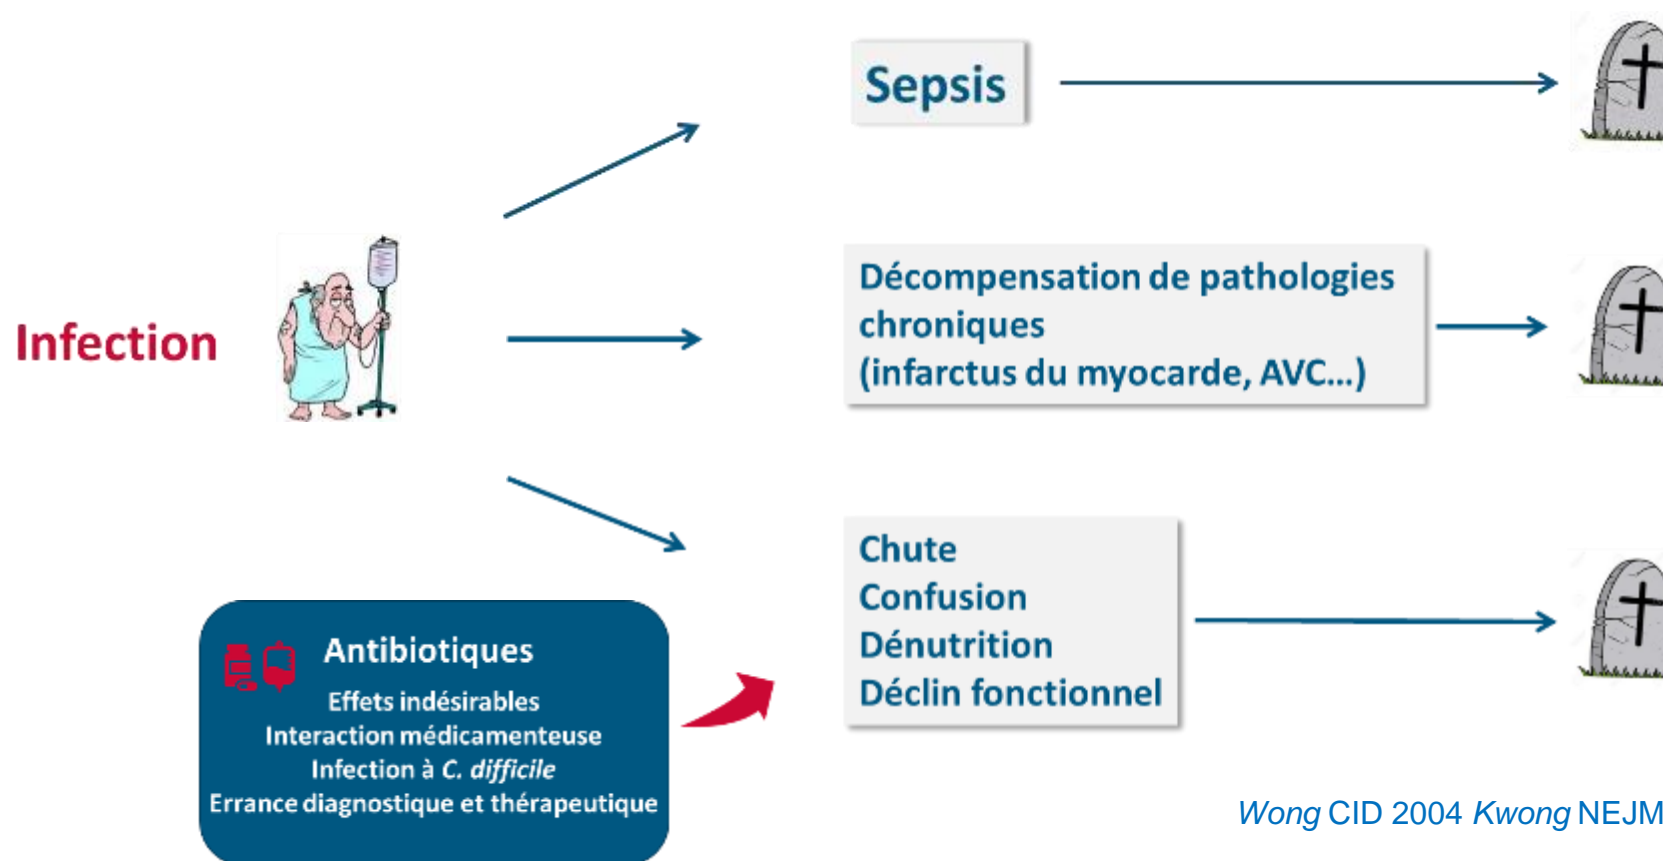 Sepsis
Infection
Décompensation de pathologies
chroniques
(infarctus du myocarde, AVC...)
Chute
Confusion
Dénutrition
Déclin fonctionnel
Antibiotiques
Effets indésirables
Interaction médicamenteuse
Infection à C. difficile
Errance diagnostique et thérapeutique
Wong CID 2004 Kwong NEJM